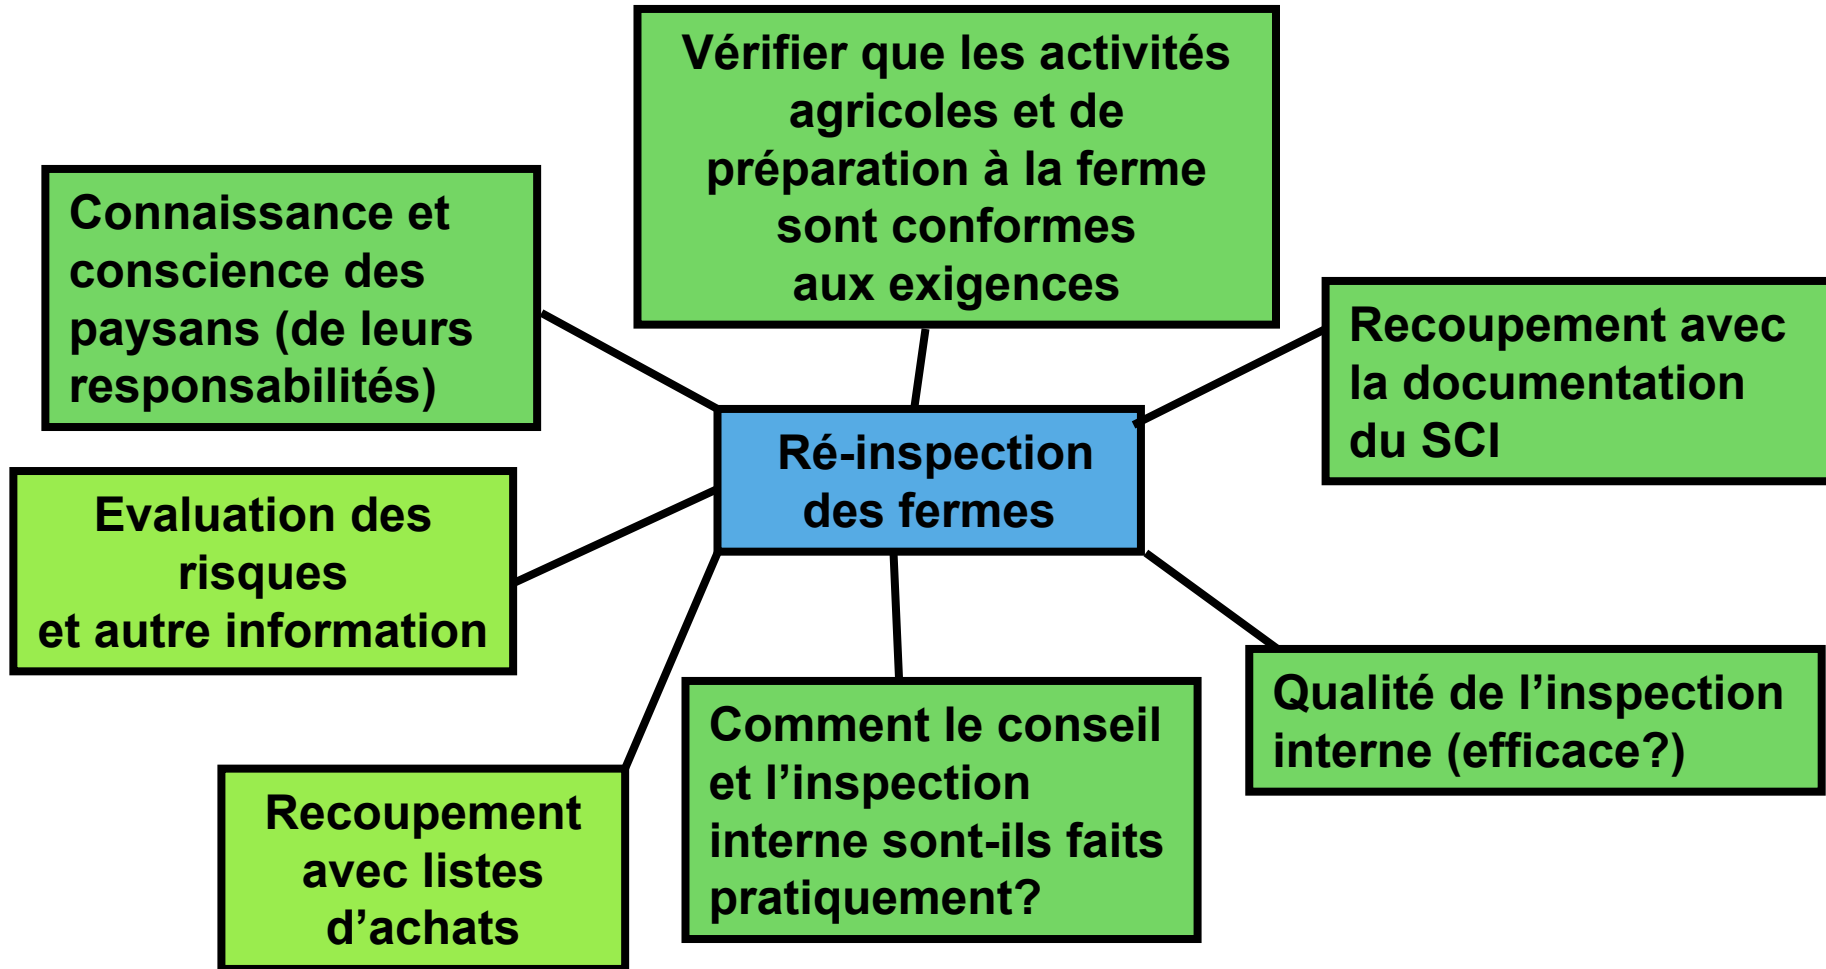 Vérifier que les activités
agricoles et de
préparation à la ferme
sont conformes
aux exigences
Connaissance et
conscience des
paysans (de leurs
responsabilités)
Recoupement avec
la documentation
du SCI
Ré-inspection
des fermes
Evaluation des
risques
et autre information
Qualité de l’inspection
interne (efficace?)
Comment le conseil
et l’inspection
interne sont-ils faits
pratiquement?
Recoupement
avec listes
d’achats